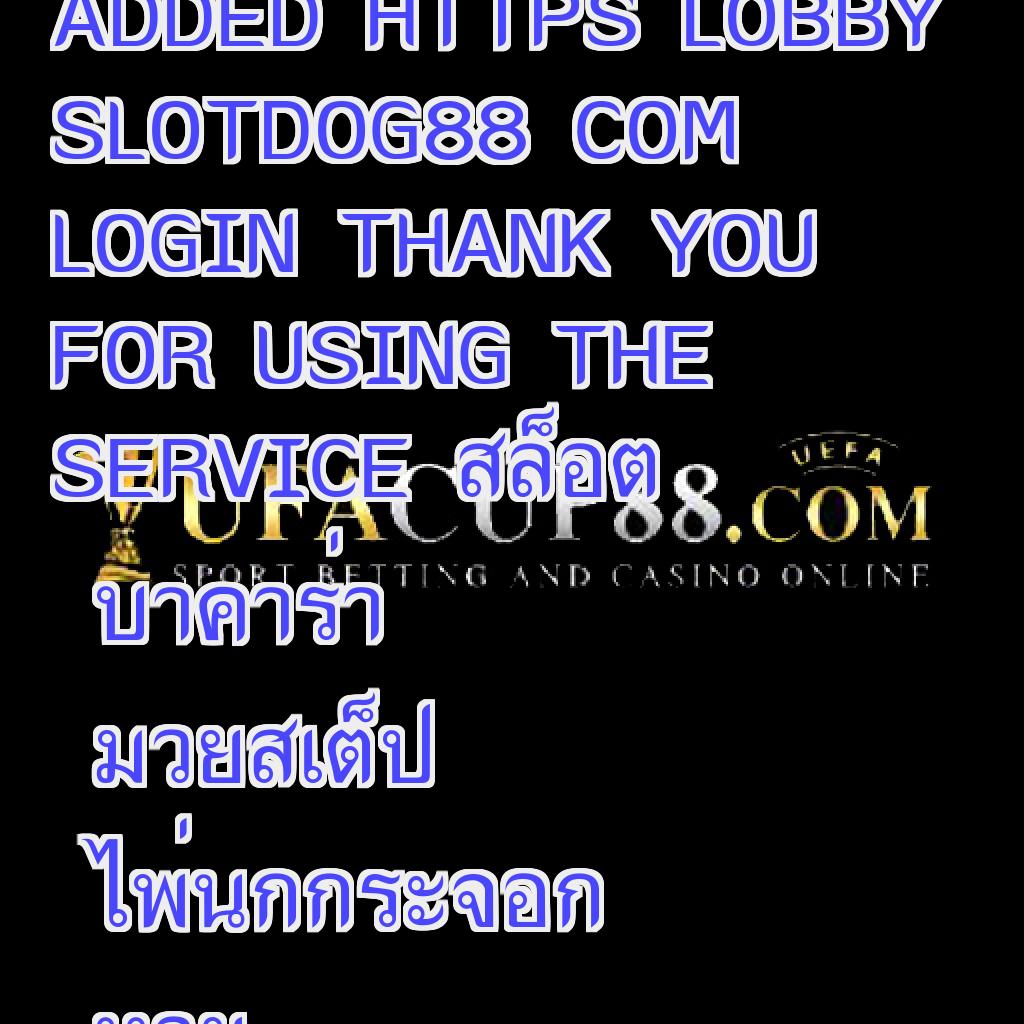 ADDED HTTPS LOBBY
SLOTDOG88 COM
LOGIN THANK YOU
FOR USING THE
SERVICE สล็อต
UEFA
UFACUP88.COM
SPORT BETTING AND CASINO ONLINE
บาคาร่า
มวยสเต็ป
ไพ่นกกระจอก